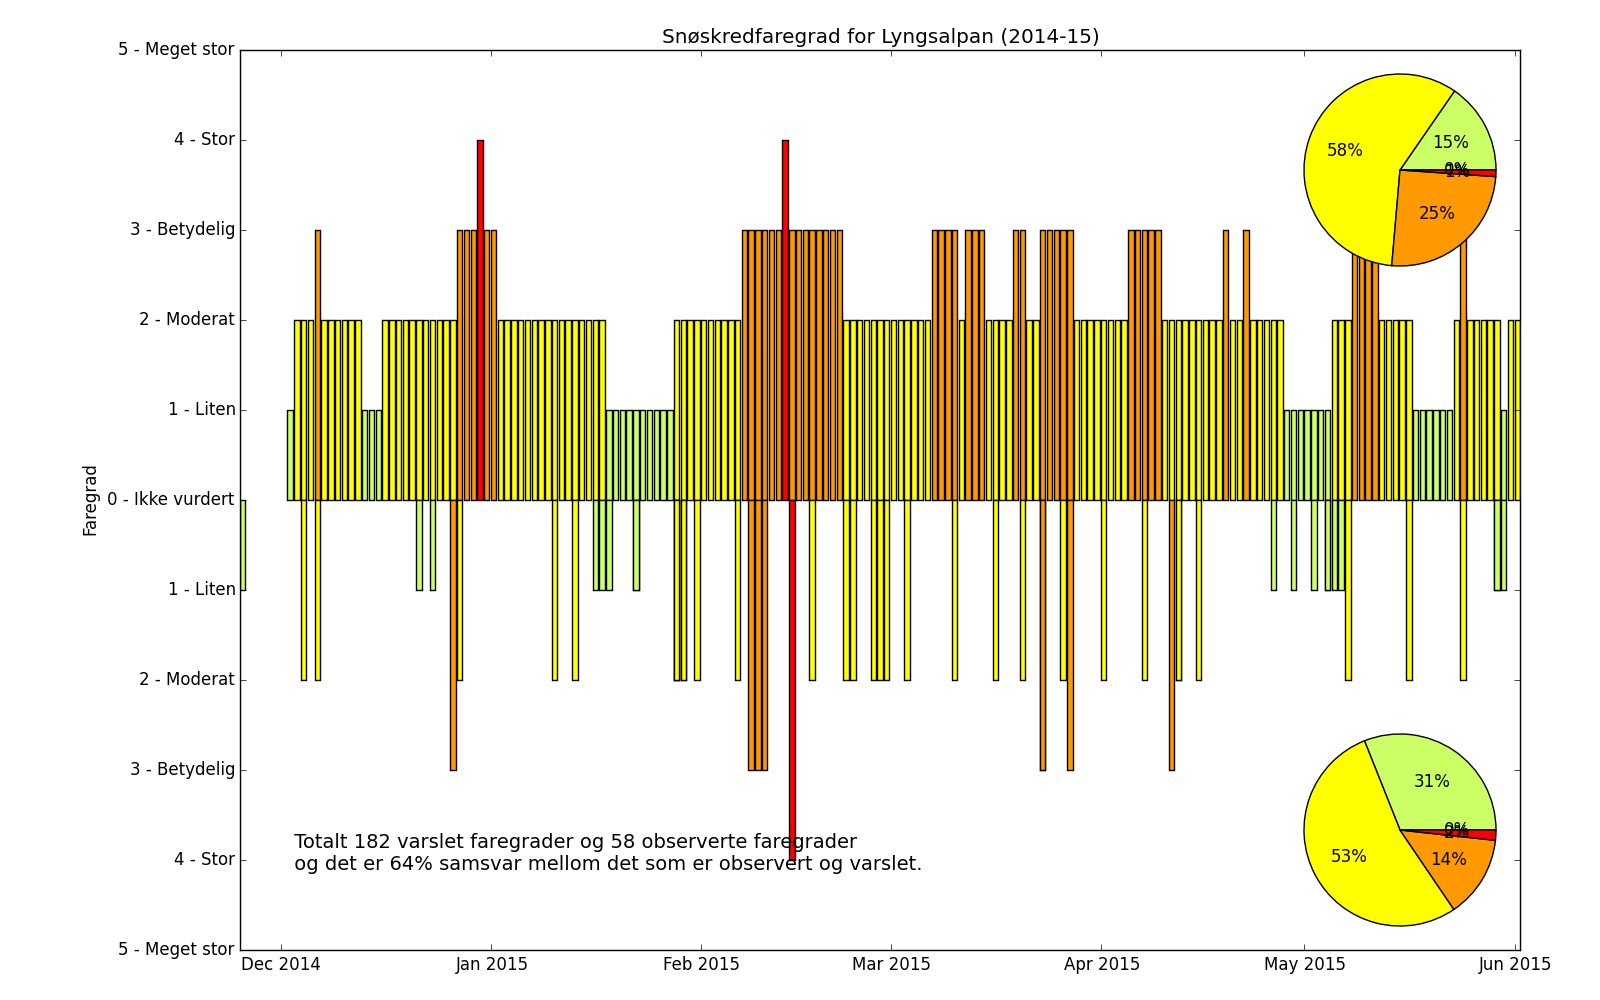 Snøskredfaregrad for Lyngsalpan (2014-15)
5 - Meget stor
4 - Stor
3 - Betydelig
2 - Moderat
1 - Liten
0 - Ikke vurdert
1 - Liten
2 - Moderat
3 - Betydelig
4 - Stor
5 - Meget stor
Faregrad
58%
15%
0%
1%
25%
31%
0%
2%
53%
14%
Totalt 182 varslet faregrader og 58 observerte faregrader
og det er 64% samsvar mellom det som er observert og varslet.
Dec 2014
Jan 2015
Feb 2015
Mar 2015
Apr 2015
May 2015
Jun 2015